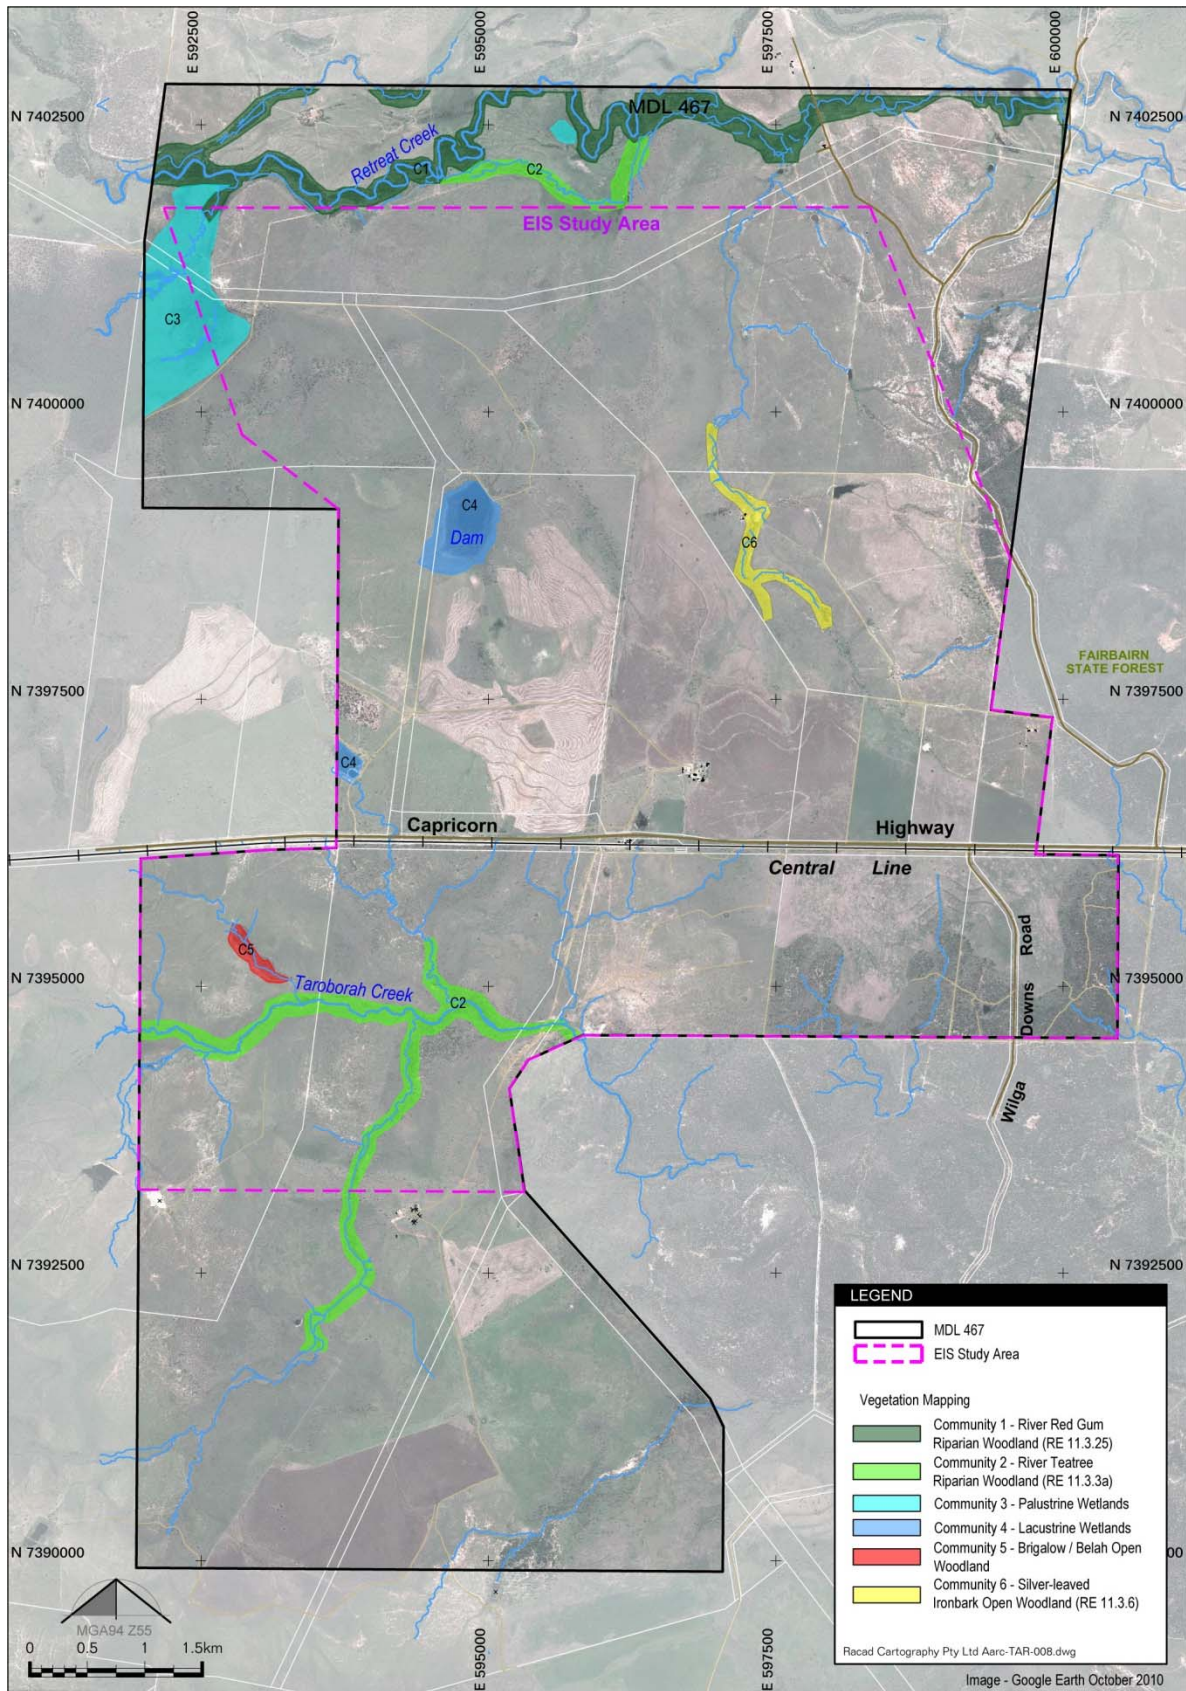 E 592500
E 595000
E 597500
E 600000
N 7402500
MDL 467
N 7402500
Retreat Creek
C1
C2
EIS Study Area
C3
N 7400000
N 7400000
C4
Dam
C6
FAIRBAIRN
STATE FOREST
N 7397500
N 7397500
C4
Capricorn
Highway
Central Line
C5
N 7395000
Taroborah Creek
C2
N 7395000
Wilga Downs Road
N 7392500
N 7392500
N 7390000
00
LEGEND
MDL 467
EIS Study Area
Vegetation Mapping
Community 1 - River Red Gum
Riparian Woodland (RE 11.3.25)
Community 2 - River Teatree
Riparian Woodland (RE 11.3.3a)
Community 3 - Palustrine Wetlands
Community 4 - Lacustrine Wetlands
Community 5 - Brigalow / Belah Open
Woodland
Community 6 - Silver-leaved
Ironbark Open Woodland (RE 11.3.6)
Racad Cartography Pty Ltd Aarc-TAR-008.dwg
MGA94 Z55
0 0.5 1 1.5km
E 595000
E 597500
Image - Google Earth October 2010